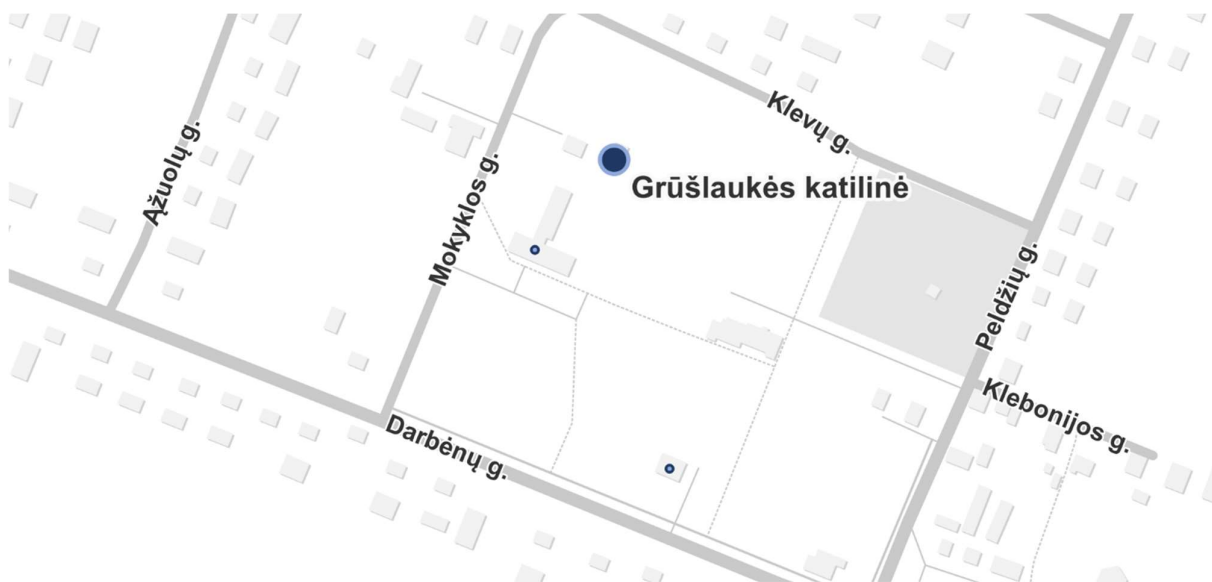 Klevų g.
Ąžuolų g.
Mokyklos g.
Grūšlaukės katilinė
Peldžių g.
Klebonijos g.
Darbėnų g.